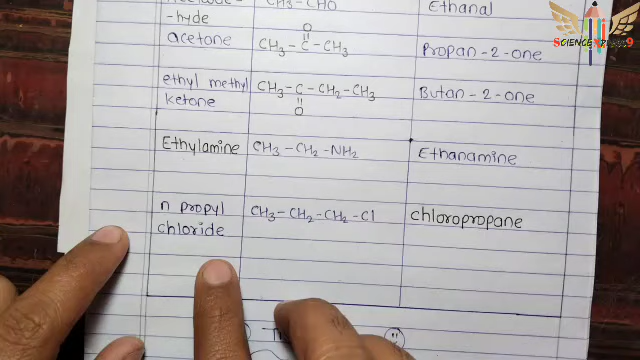 -hyde
CH3-CHO
Ethanal
acetone
O
CH3 - C - CH3
Propan-2-one
ethyl methyl
ketone
CH3-C-CH2-CH3
O
Butan-2-one
Ethylamine
CH3-CH2-NH2
Ethanamine
n propyl
chloride
CH3-CH2-CH2-Cl
chloropropane